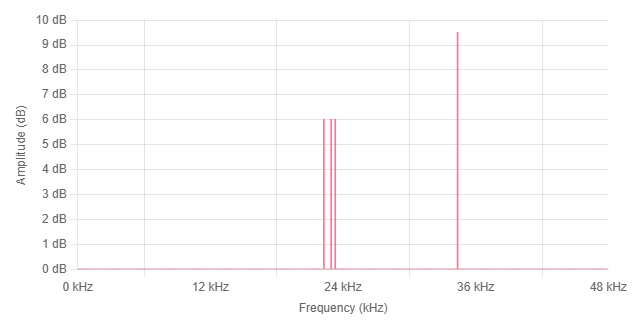 10 dB
9 dB
8 dB
7 dB
6 dB
5 dB
4 dB
3 dB
2 dB
1 dB
0 dB
Amplitude (dB)
0 kHz 12 kHz 24 kHz 36 kHz 48 kHz
Frequency (kHz)